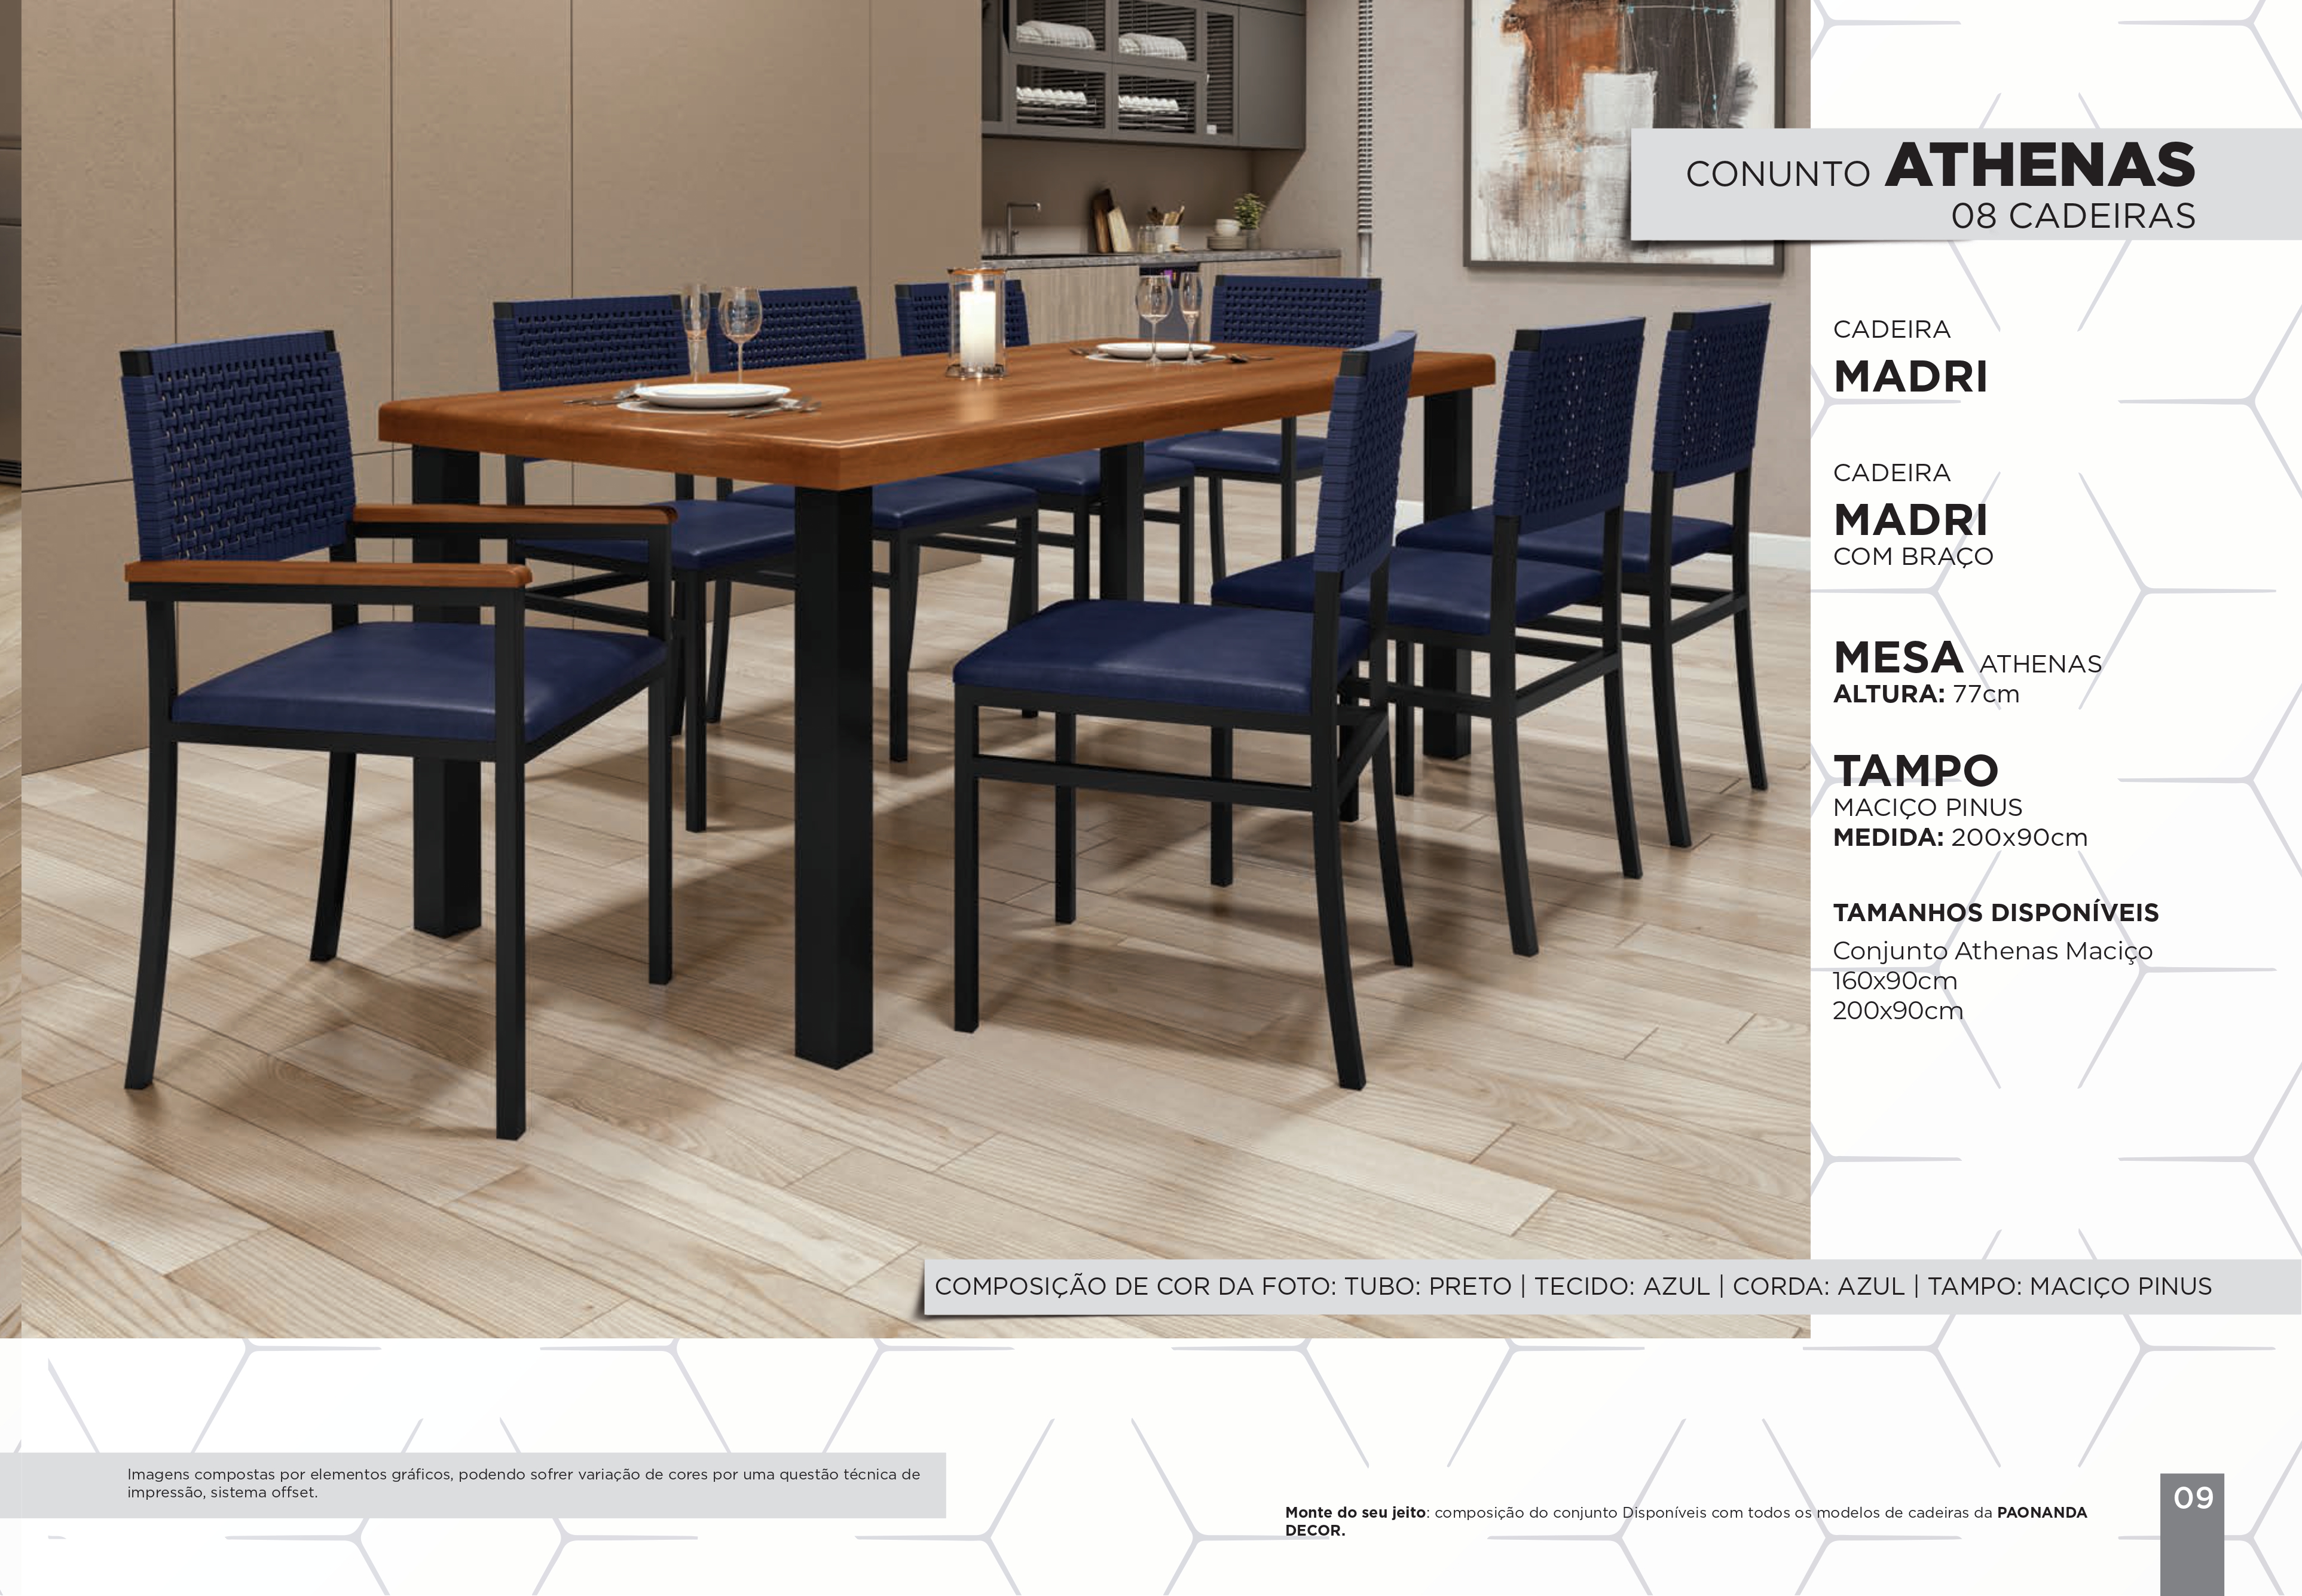 CONUNTO ATHENAS
08 CADEIRAS
CADEIRA
MADRI
CADEIRA
MADRI
COM BRAÇO
MESA ATHENAS
ALTURA: 77cm
TAMPO
MACIÇO PINUS
MEDIDA: 200x90cm
TAMANHOS DISPONÍVEIS
Conjunto Athenas Maciço
160x90cm
200x90cm
COMPOSIÇÃO DE COR DA FOTO: TUBO: PRETO | TECIDO: AZUL | CORDA: AZUL | TAMPO: MACIÇO PINUS
Imagens compostas por elementos gráficos, podendo sofrer variação de cores por uma questão técnica de
impressão, sistema offset.
Monte do seu jeito: composição do conjunto Disponíveis com todos os modelos de cadeiras da PAONANDA
DECOR.
09